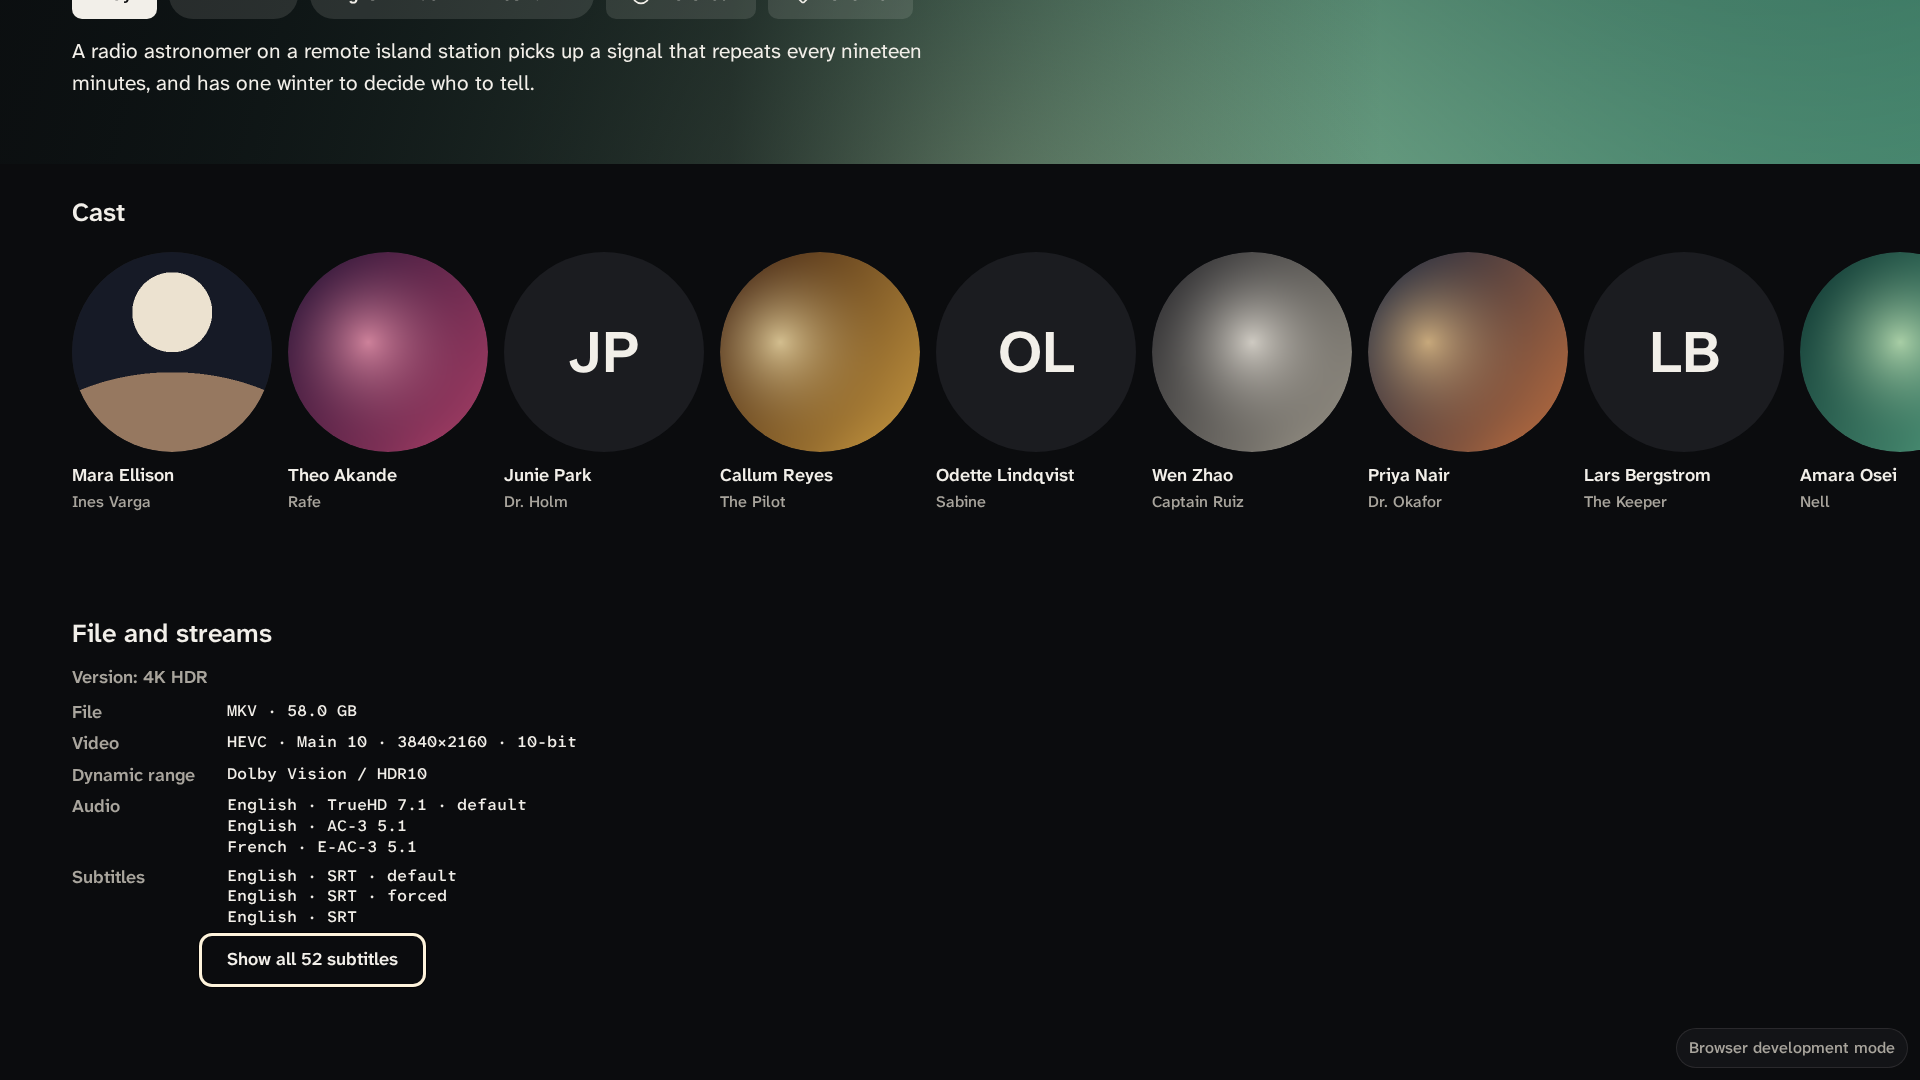 A radio astronomer on a remote island station picks up a signal that repeats every nineteen
minutes, and has one winter to decide who to tell.
Cast
JP
OL
LB
Mara Ellison
Ines Varga
Theo Akande
Rafe
Junie Park
Dr. Holm
Callum Reyes
The Pilot
Odette Lindqvist
Sabine
Wen Zhao
Captain Ruiz
Priya Nair
Dr. Okafor
Lars Bergstrom
The Keeper
Amara Osei
Nell
File and streams
Version: 4K HDR
File MKV · 58.0 GB
Video HEVC · Main 10 · 3840×2160 · 10-bit
Dynamic range Dolby Vision / HDR10
Audio English · TrueHD 7.1 · default
English · AC-3 5.1
French · E-AC-3 5.1
Subtitles English · SRT · default
English · SRT · forced
English · SRT
Show all 52 subtitles
Browser development mode